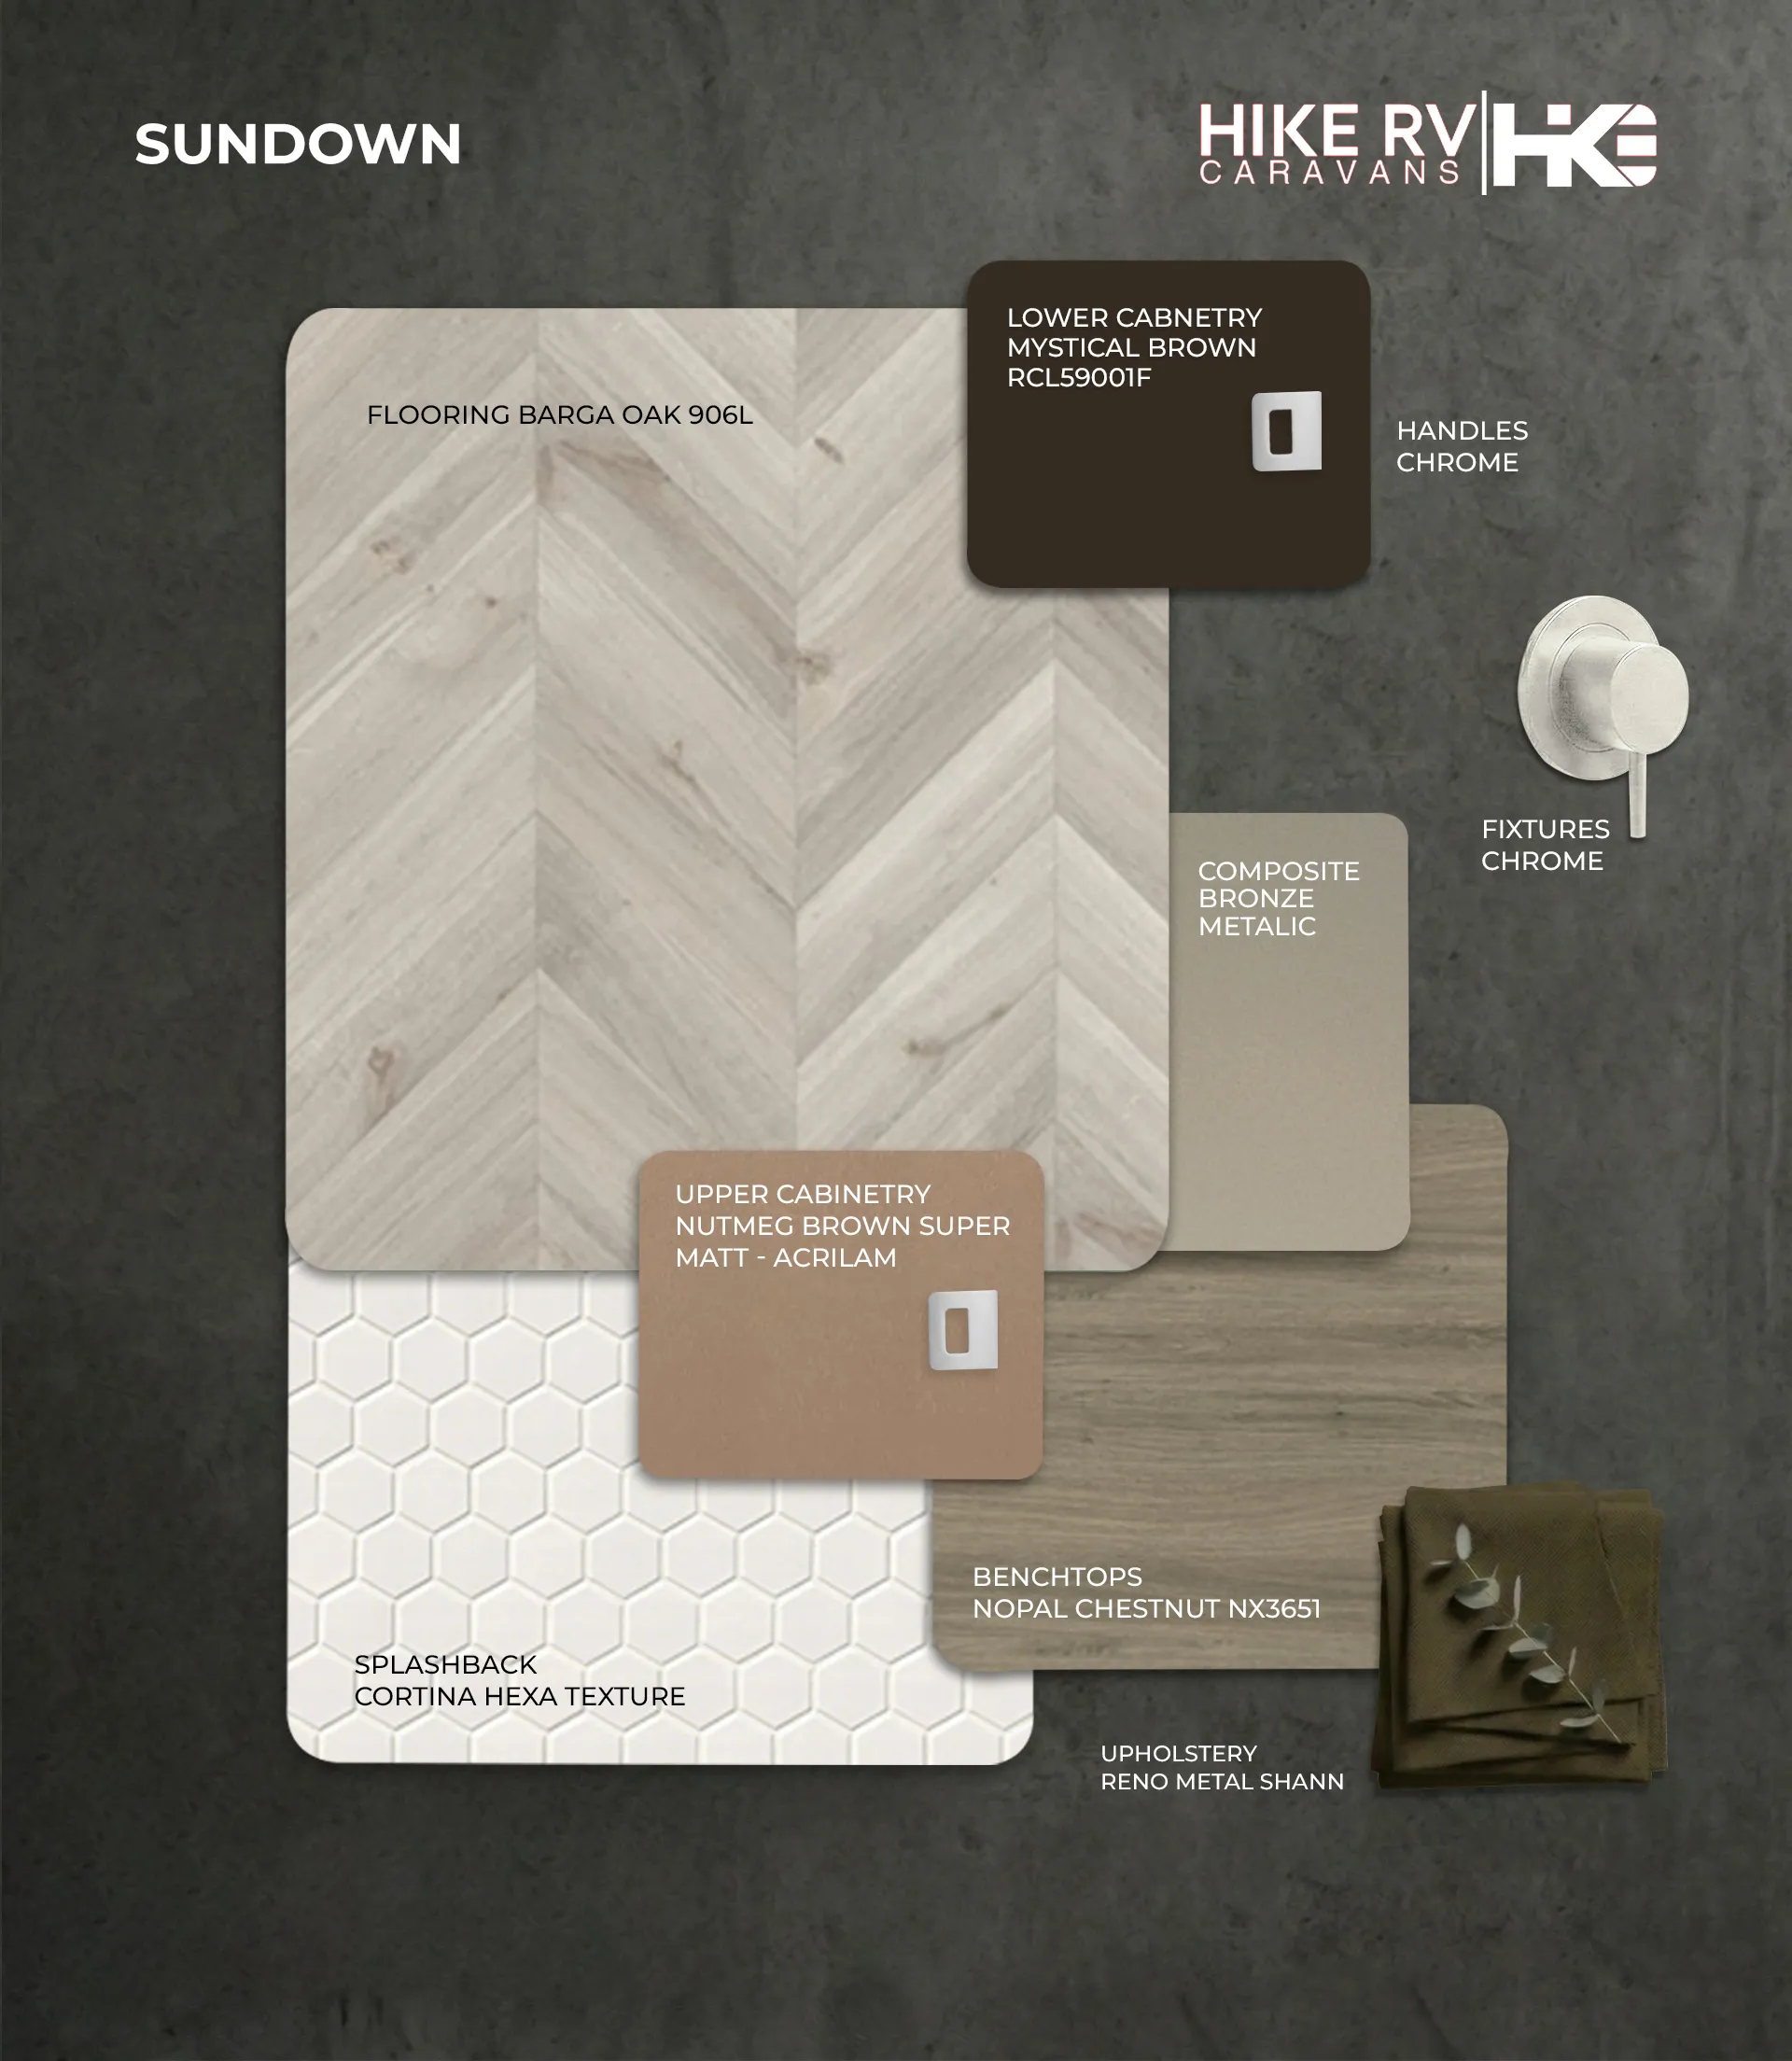 SUNDOWN
HIKE RV
CARAVANS
HK
LOWER CABNETRY
MYSTICAL BROWN
RCL59001F
FLOORING BARGA OAK 906L
HANDLES
CHROME
FIXTURES
CHROME
COMPOSITE
BRONZE
METALIC
UPPER CABINETRY
NUTMEG BROWN SUPER
MATT - ACRILAM
BENCHTOPS
NOPAL CHESTNUT NX3651
SPLASHBACK
CORTINA HEXA TEXTURE
UPHOLSTERY
RENO METAL SHANN